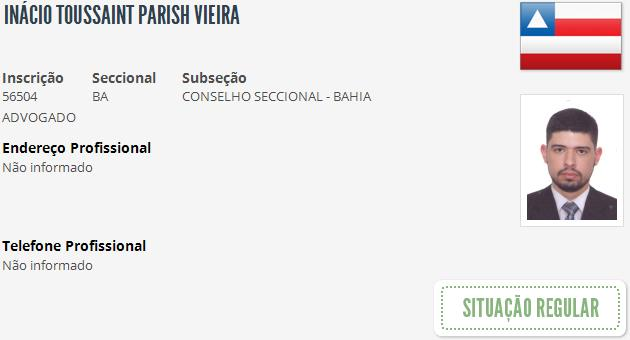 INÁCIO TOUSSAINT PARISH VIEIRA
Inscrição Seccional Subseção
56504 BA CONSELHO SECCIONAL - BAHIA
ADVOGADO
Endereço Profissional
Não informado
Telefone Profissional
Não informado
SITUAÇÃO REGULAR